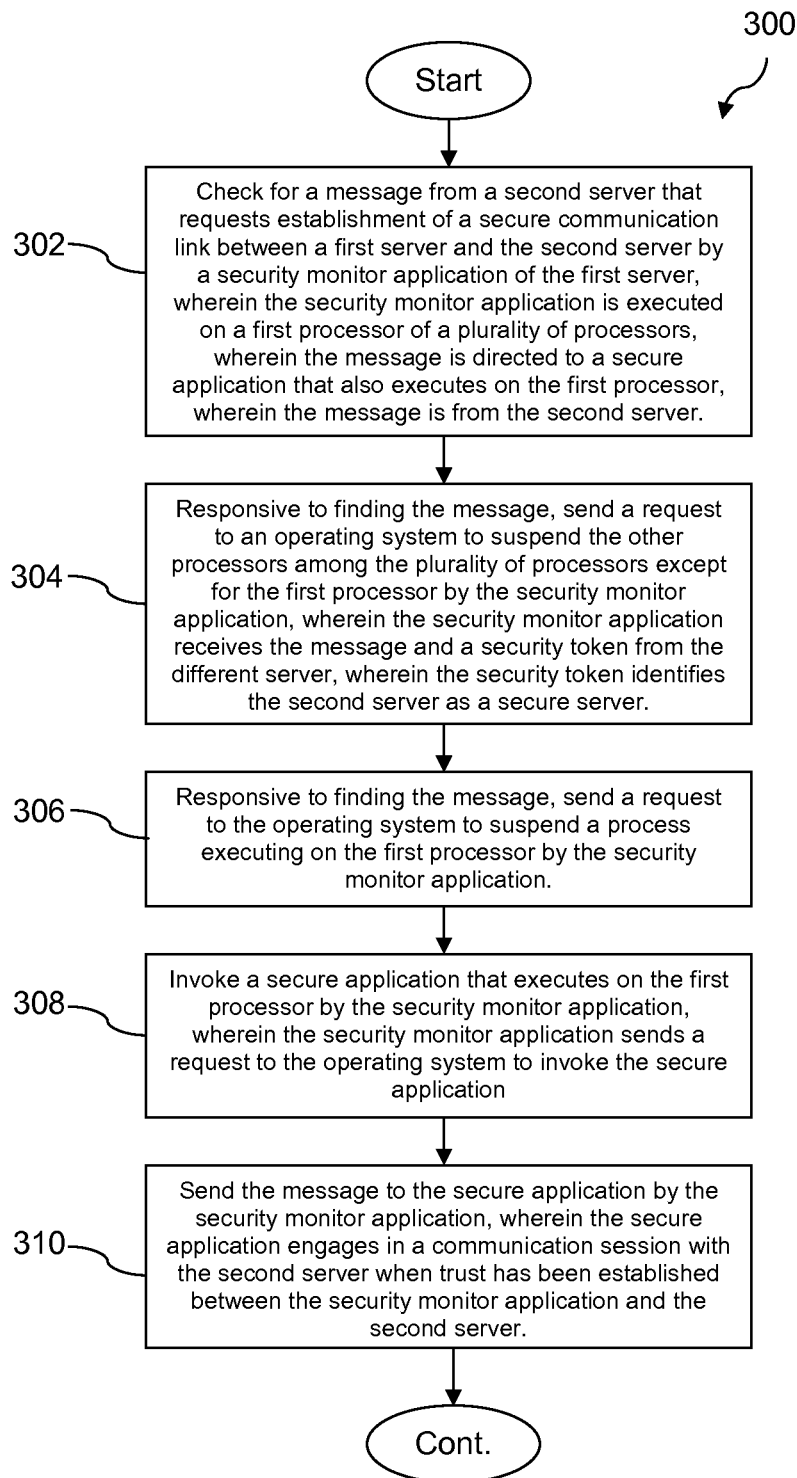 300
Start
302
Check for a message from a second server that
requests establishment of a secure communication
link between a first server and the second server by
a security monitor application of the first server,
wherein the security monitor application is executed
on a first processor of a plurality of processors,
wherein the message is directed to a secure
application that also executes on the first processor,
wherein the message is from the second server.
304
Responsive to finding the message, send a request
to an operating system to suspend the other
processors among the plurality of processors except
for the first processor by the security monitor
application, wherein the security monitor application
receives the message and a security token from the
different server, wherein the security token identifies
the second server as a secure server.
306
Responsive to finding the message, send a request
to the operating system to suspend a process
executing on the first processor by the security
monitor application.
308
Invoke a secure application that executes on the first
processor by the security monitor application,
wherein the security monitor application sends a
request to the operating system to invoke the secure
application
310
Send the message to the secure application by the
security monitor application, wherein the secure
application engages in a communication session with
the second server when trust has been established
between the security monitor application and the
second server.
Cont.